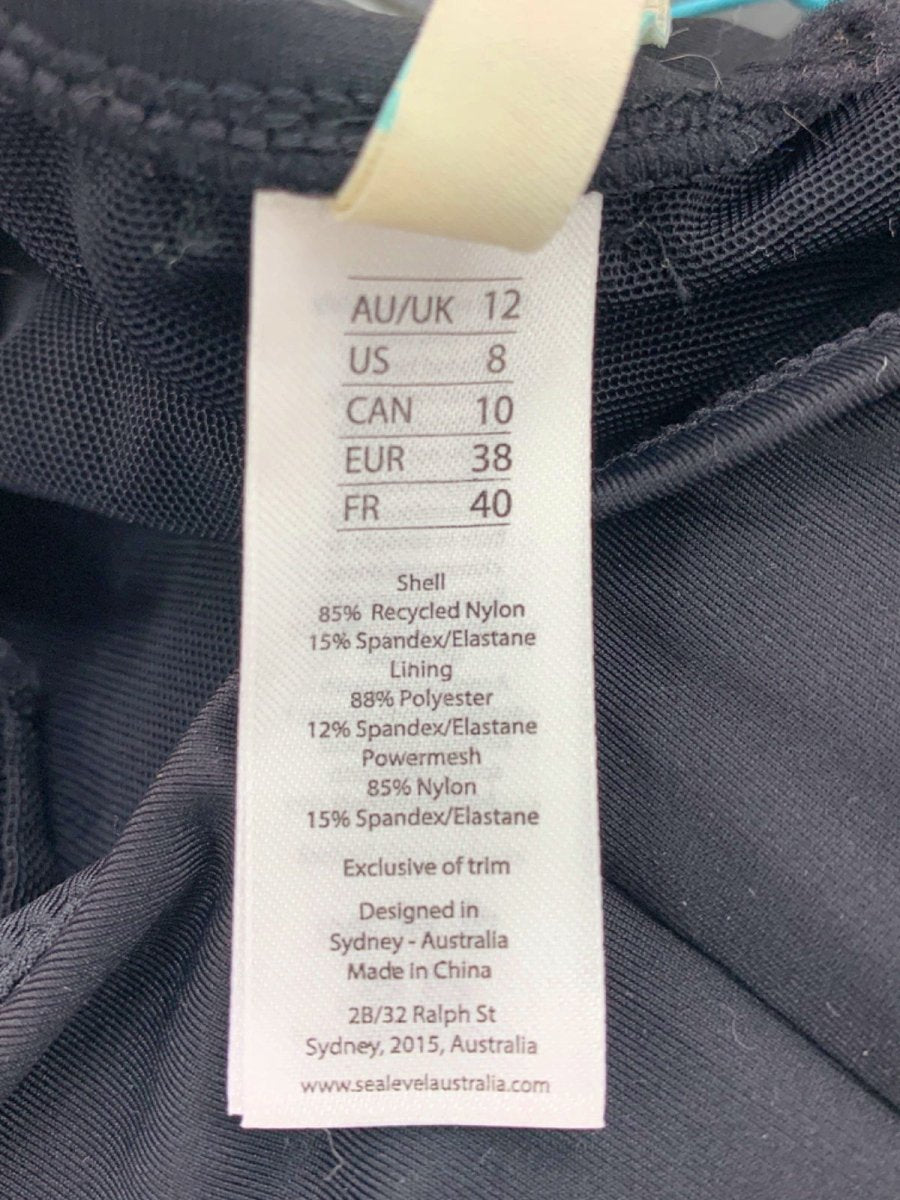 AU/UK 12
US 8
CAN 10
EUR 38
FR 40
Shell
85% Recycled Nylon
15% Spandex/Elastane
Lining
88% Polyester
12% Spandex/Elastane
Powermesh
85% Nylon
15% Spandex/Elastane
Exclusive of trim
Designed in
Sydney - Australia
Made in China
2B/32 Ralph St
Sydney, 2015, Australia
www.sealevelaustralia.com